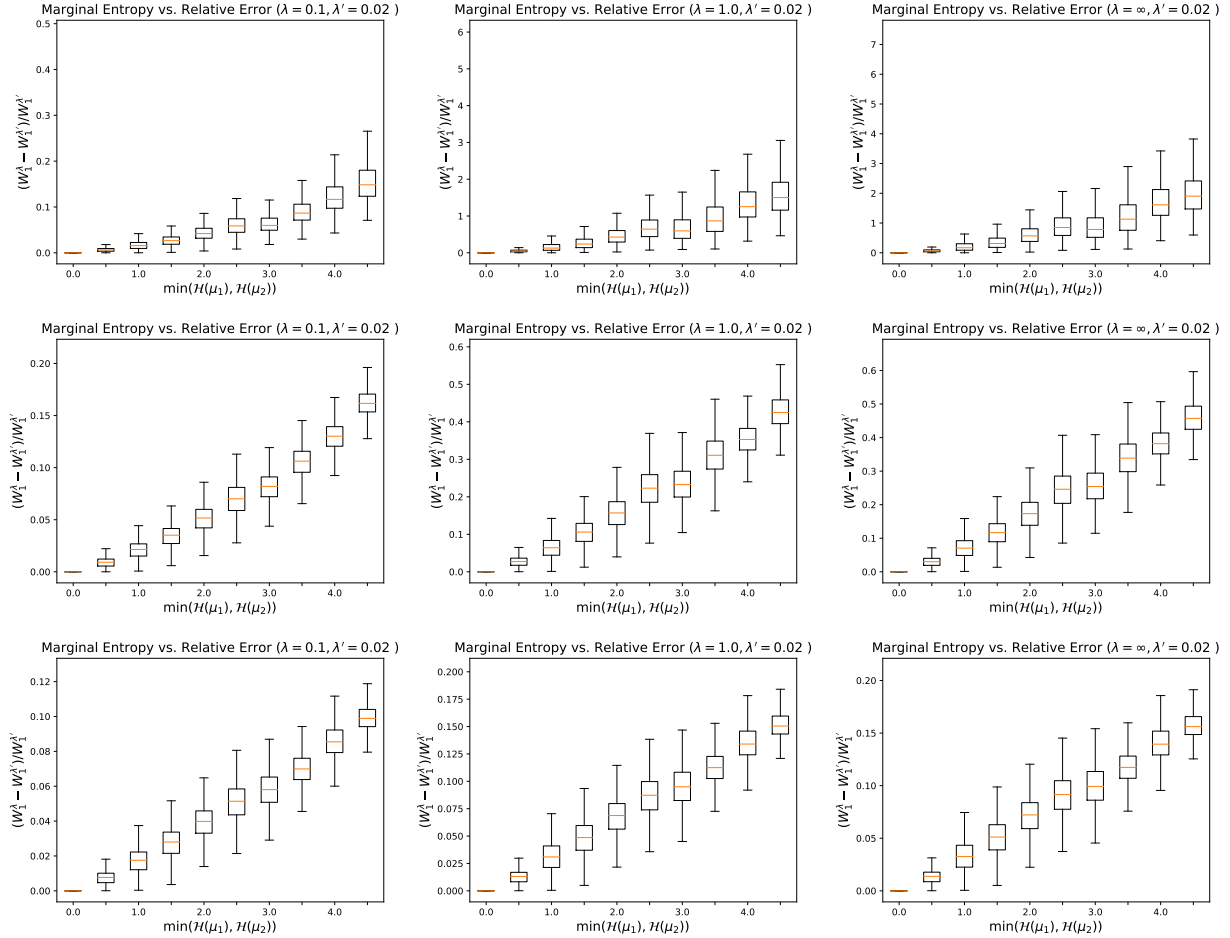 Marginal Entropy vs. Relative Error (λ = 0.1, λ′ = 0.02 )
(W₁^λ − W₁^λ′)/W₁^λ′
0.5
0.4
0.3
0.2
0.1
0.0
0.0 1.0 2.0 3.0 4.0
min(ℋ(μ₁), ℋ(μ₂))
Marginal Entropy vs. Relative Error (λ = 1.0, λ′ = 0.02 )
(W₁^λ − W₁^λ′)/W₁^λ′
6
5
4
3
2
1
0
0.0 1.0 2.0 3.0 4.0
min(ℋ(μ₁), ℋ(μ₂))
Marginal Entropy vs. Relative Error (λ = ∞, λ′ = 0.02 )
(W₁^λ − W₁^λ′)/W₁^λ′
7
6
5
4
3
2
1
0
0.0 1.0 2.0 3.0 4.0
min(ℋ(μ₁), ℋ(μ₂))
Marginal Entropy vs. Relative Error (λ = 0.1, λ′ = 0.02 )
(W₁^λ − W₁^λ′)/W₁^λ′
0.20
0.15
0.10
0.05
0.00
0.0 1.0 2.0 3.0 4.0
min(ℋ(μ₁), ℋ(μ₂))
Marginal Entropy vs. Relative Error (λ = 1.0, λ′ = 0.02 )
(W₁^λ − W₁^λ′)/W₁^λ′
0.6
0.5
0.4
0.3
0.2
0.1
0.0
0.0 1.0 2.0 3.0 4.0
min(ℋ(μ₁), ℋ(μ₂))
Marginal Entropy vs. Relative Error (λ = ∞, λ′ = 0.02 )
(W₁^λ − W₁^λ′)/W₁^λ′
0.6
0.5
0.4
0.3
0.2
0.1
0.0
0.0 1.0 2.0 3.0 4.0
min(ℋ(μ₁), ℋ(μ₂))
Marginal Entropy vs. Relative Error (λ = 0.1, λ′ = 0.02 )
(W₁^λ − W₁^λ′)/W₁^λ′
0.12
0.10
0.08
0.06
0.04
0.02
0.00
0.0 1.0 2.0 3.0 4.0
min(ℋ(μ₁), ℋ(μ₂))
Marginal Entropy vs. Relative Error (λ = 1.0, λ′ = 0.02 )
(W₁^λ − W₁^λ′)/W₁^λ′
0.200
0.175
0.150
0.125
0.100
0.075
0.050
0.025
0.000
0.0 1.0 2.0 3.0 4.0
min(ℋ(μ₁), ℋ(μ₂))
Marginal Entropy vs. Relative Error (λ = ∞, λ′ = 0.02 )
(W₁^λ − W₁^λ′)/W₁^λ′
0.20
0.15
0.10
0.05
0.00
0.0 1.0 2.0 3.0 4.0
min(ℋ(μ₁), ℋ(μ₂))